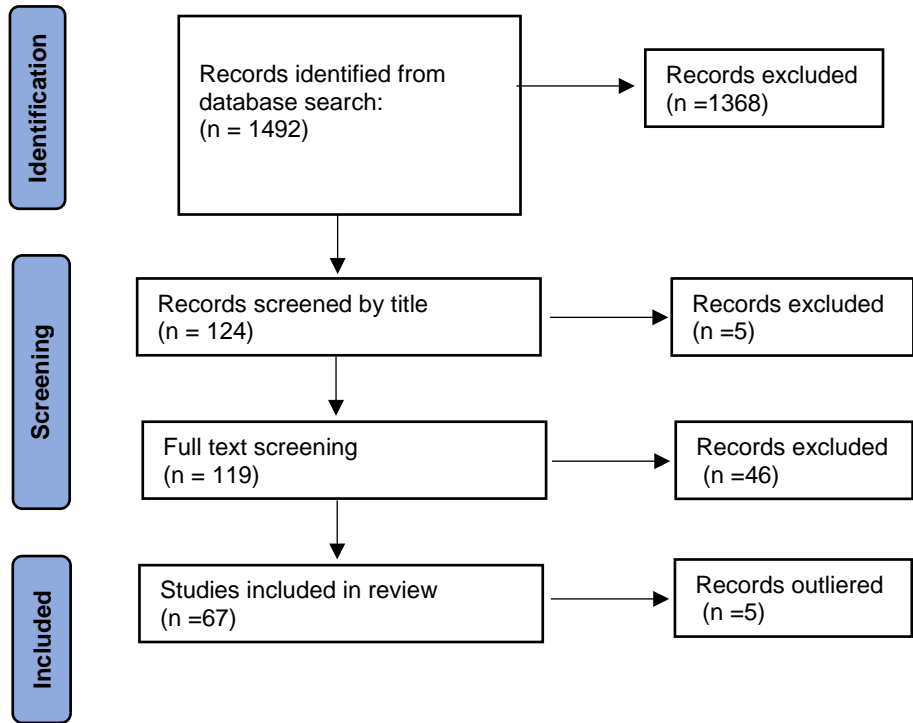 Identification
Records identified from
database search:
(n = 1492)
Records excluded
(n =1368)
Screening
Records screened by title
(n = 124)
Records excluded
(n =5)
Full text screening
(n = 119)
Records excluded
(n =46)
Included
Studies included in review
(n =67)
Records outliered
(n =5)